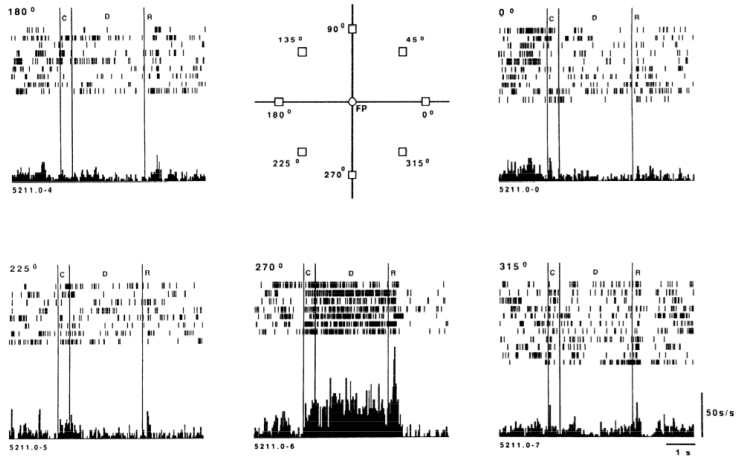 180°
C D R
5211.0-4
90°
135° 45°
180° FP 0°
225° 315°
270°
0°
C D R
5211.0-0
225°
C D R
5211.0-5
270°
C D R
5211.0-6
315°
C D R
5211.0-7
50s/s
1 s